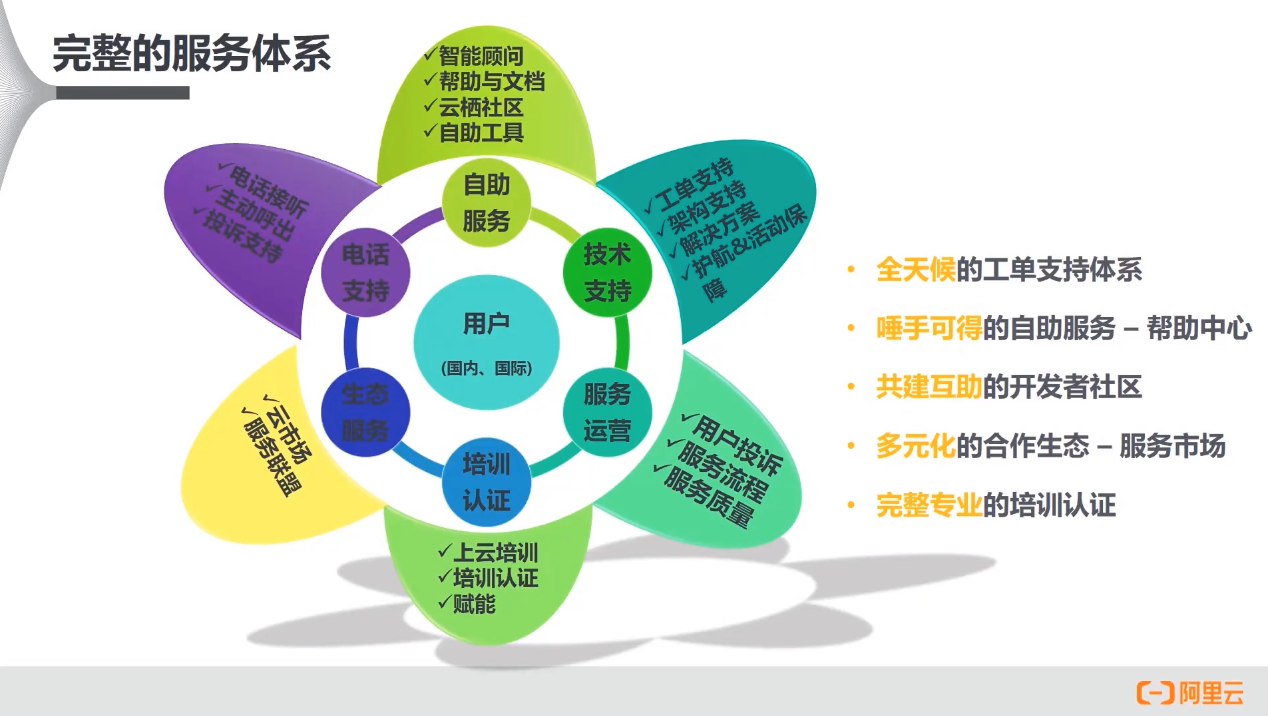 完整的服务体系
✓智能顾问
✓帮助与文档
✓云栖社区
✓自助工具
✓电话接听
✓主动呼出
✓投诉支持
✓工单支持
✓架构支持
✓解决方案
✓护航&活动保
障
自助
服务
电话
支持
技术
支持
用户
(国内、国际)
生态
服务
服务
运营
培训
认证
✓云市场
✓服务联盟
✓用户投诉
✓服务流程
✓服务质量
✓上云培训
✓培训认证
✓赋能
• 全天候的工单支持体系
• 唾手可得的自助服务 – 帮助中心
• 共建互助的开发者社区
• 多元化的合作生态 – 服务市场
• 完整专业的培训认证
阿里云